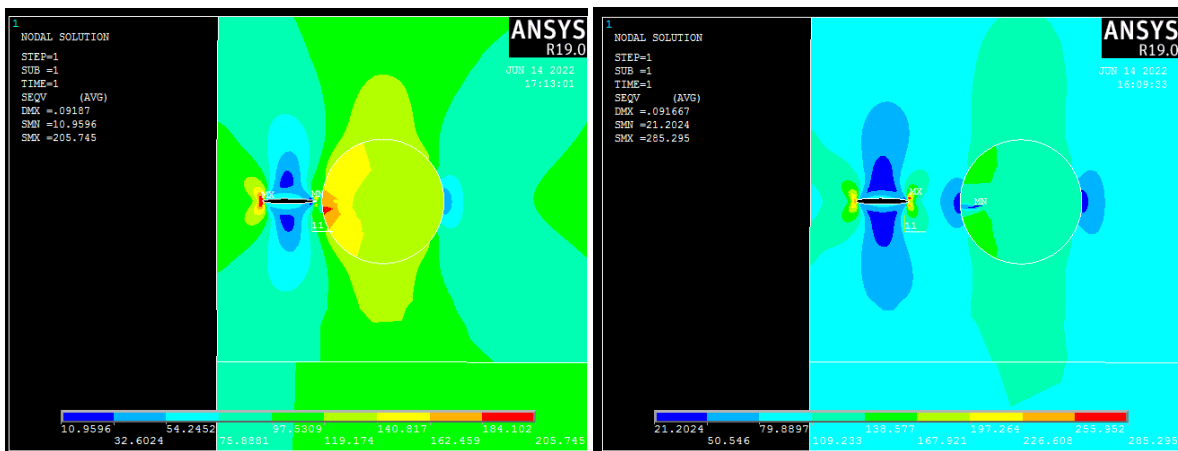 1
NODAL SOLUTION
STEP=1
SUB =1
TIME=1
SEQV (AVG)
DMX =.09187
SMN =10.9596
SMX =205.745
ANSYS
R19.0
JUN 14 2022
17:13:01
MX
MN
11
10.9596 54.2452 97.5309 140.817 184.102
32.6024 75.8881 119.174 162.459 205.745
1
NODAL SOLUTION
STEP=1
SUB =1
TIME=1
SEQV (AVG)
DMX =.091667
SMN =21.2024
SMX =285.295
ANSYS
R19.0
JUN 14 2022
16:09:33
MX
MN
11
21.2024 79.8897 138.577 197.264 255.952
50.546 109.233 167.921 226.608 285.295